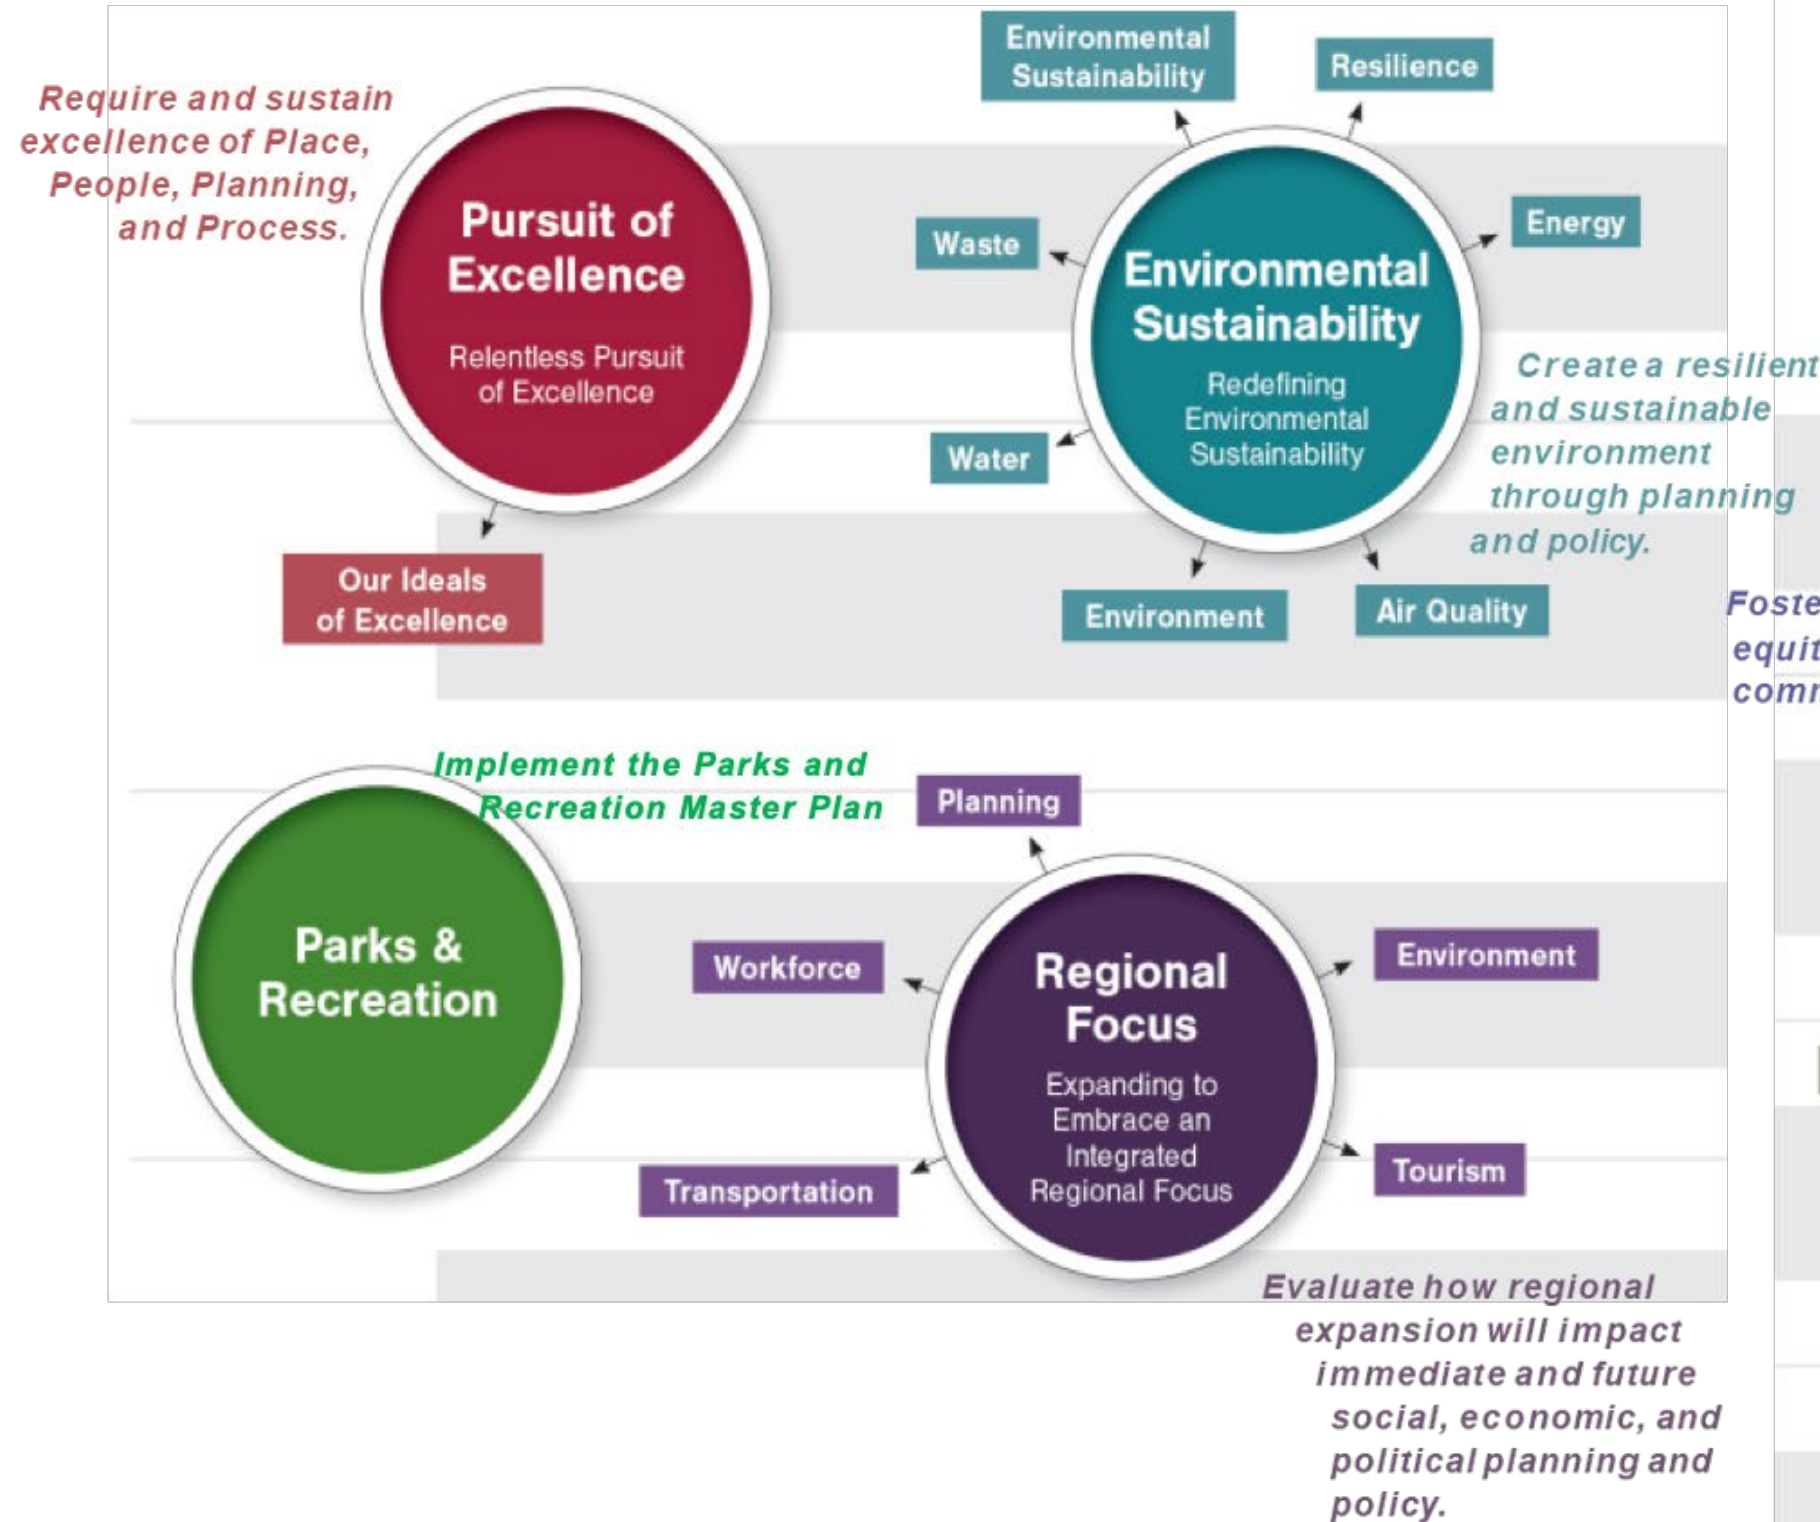 Require and sustain
excellence of Place,
People, Planning,
and Process.
Pursuit of
Excellence
Relentless Pursuit
of Excellence
Our Ideals
of Excellence
Environmental
Sustainability
Resilience
Waste
Energy
Environmental
Sustainability
Redefining
Environmental
Sustainability
Water
Environment
Air Quality
Create a resilient
and sustainable
environment
through planning
and policy.
Implement the Parks and
Recreation Master Plan
Parks &
Recreation
Planning
Workforce
Environment
Regional
Focus
Expanding to
Embrace an
Integrated
Regional Focus
Transportation
Tourism
Evaluate how regional
expansion will impact
immediate and future
social, economic, and
political planning and
policy.